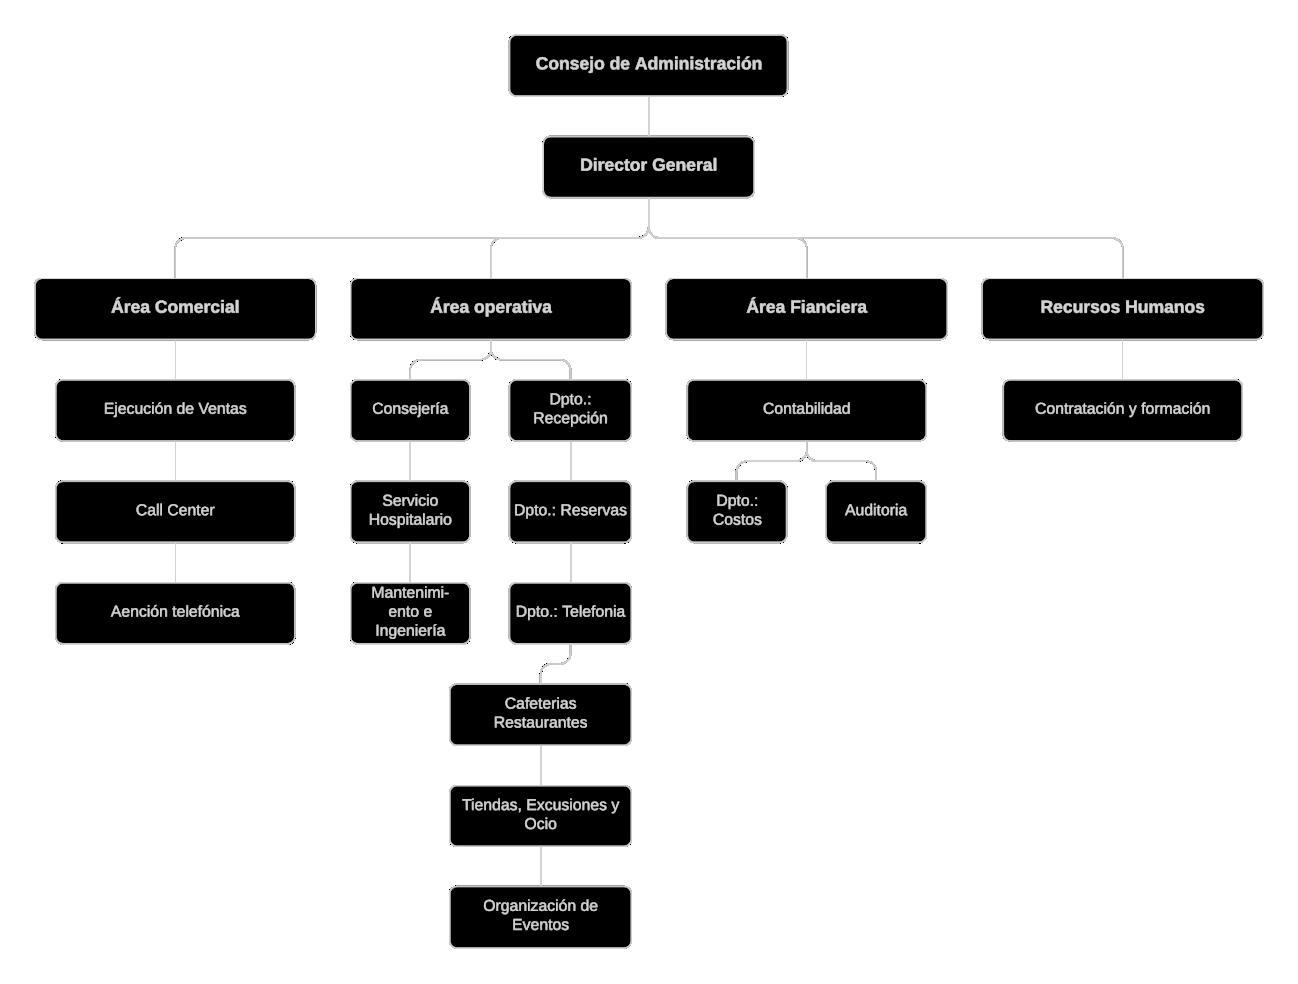 Consejo de Administración
Director General
Área Comercial
Área operativa
Área Fianciera
Recursos Humanos
Ejecución de Ventas
Consejería
Dpto.:
Recepción
Contabilidad
Contratación y formación
Call Center
Servicio
Hospitalario
Dpto.: Reservas
Dpto.:
Costos
Auditoria
Aención telefónica
Mantenimi-
ento e
Ingeniería
Dpto.: Telefonia
Cafeterias
Restaurantes
Tiendas, Excusiones y
Ocio
Organización de
Eventos